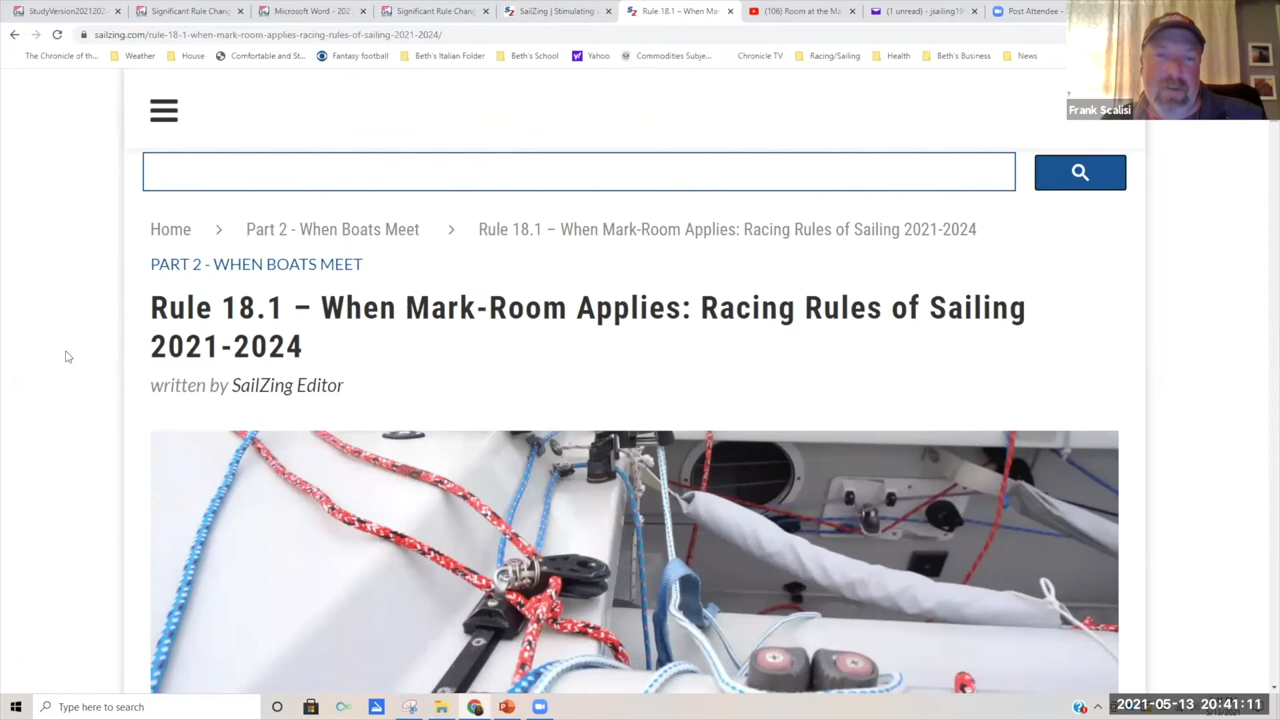 StudyVersion2021202
Significant Rule Chang
Microsoft Word - 202
Significant Rule Chang
SailZing | Stimulating
Rule 18.1 – When Ma
(106) Room at the Ma
(1 unread) - jsailing19
Post Attendee -
sailzing.com/rule-18-1-when-mark-room-applies-racing-rules-of-sailing-2021-2024/
The Chronicle of th...
Weather
House
Comfortable and St...
Fantasy football
Beth's Italian Folder
Beth's School
Yahoo
Commodities Subje...
Chronicle TV
Racing/Sailing
Health
Beth's Business
News
Frank Scalisi
Home > Part 2 - When Boats Meet > Rule 18.1 – When Mark-Room Applies: Racing Rules of Sailing 2021-2024
PART 2 - WHEN BOATS MEET
Rule 18.1 – When Mark-Room Applies: Racing Rules of Sailing
2021-2024
written by SailZing Editor
Type here to search
2021-05-13 20:41:11